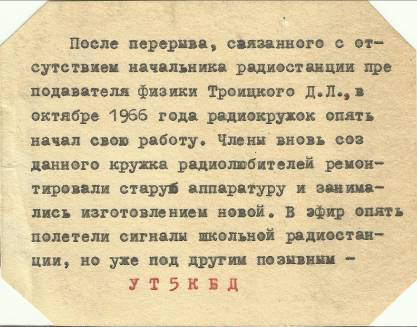 После перерыва, связанного с от-
сутствием начальника радиостанции пре
подавателя физики Троицкого Д.Л., в
октябре 1966 года радиокружок опять
начал свою работу. Члены вновь соз
данного кружка радиолюбителей ремон-
тировали старую аппаратуру и занима-
лись изготовлением новой. В эфир опять
полетели сигналы школьной радиостан-
ции, но уже под другим позывным -
УТ5КБД